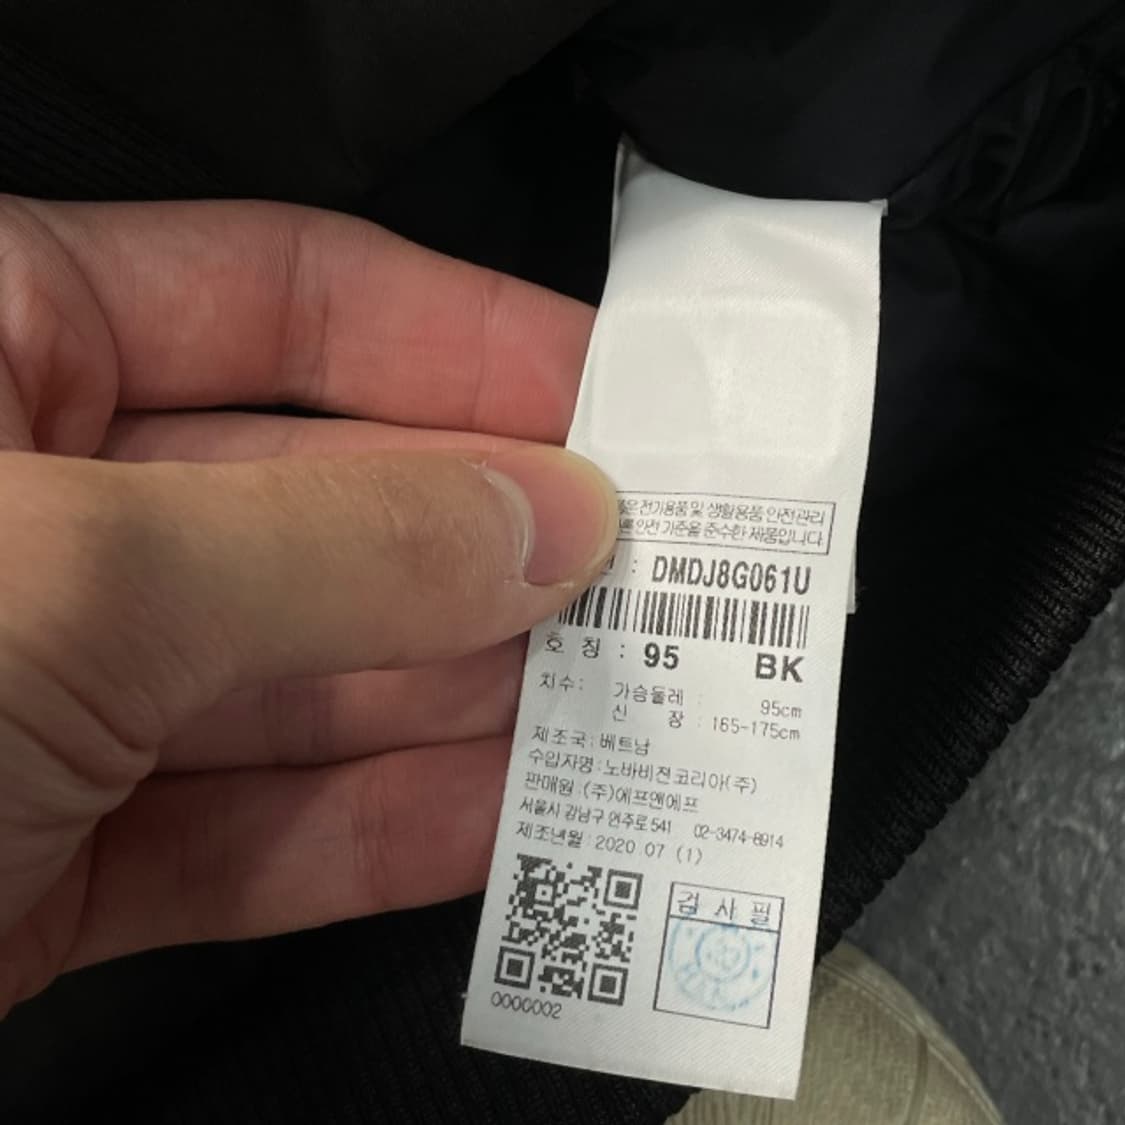 전기용품 및 생활용품 안전관리
안전 기준을 준수한 제품입니다.
: DMDJ8G061U
호 칭 : 95 BK
치수: 가슴둘레 : 95cm
신 장 : 165-175cm
제조국: 베트남
수입자명: 노바비젼코리아(주)
판매원: (주)에프앤에프
서울시 강남구 언주로 541 02-3474-8914
제조년월: 2020.07 (1)
검사필
0000002